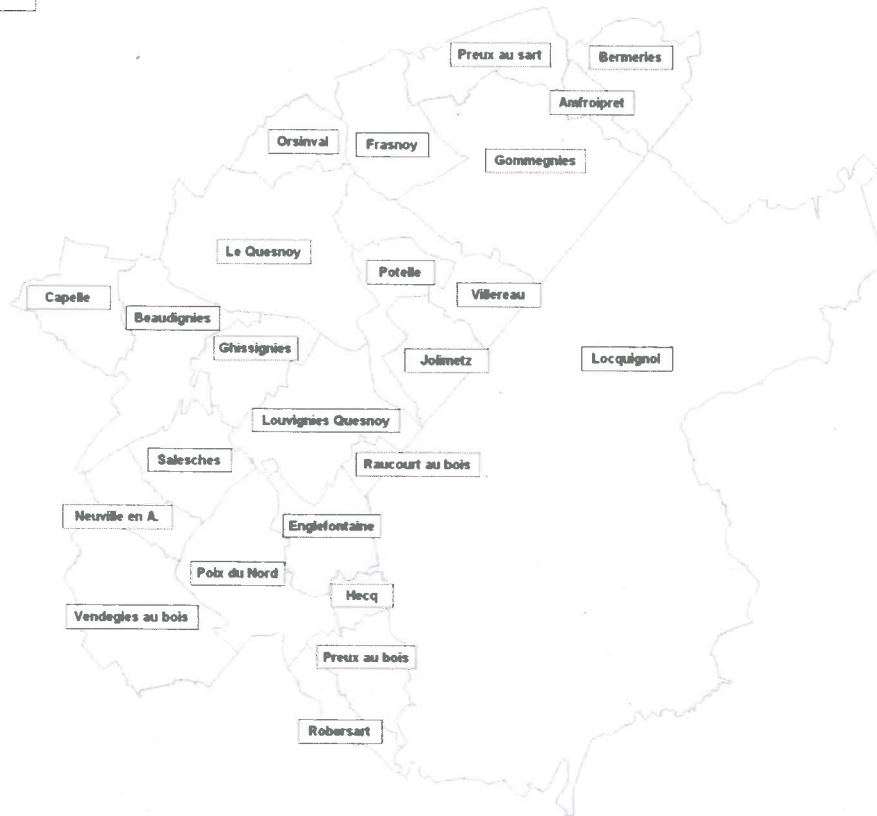 Preux au sart
Bermeries
Amfroipret
Orsinval
Frasnoy
Gommegnies
Le Quesnoy
Potelle
Capelle
Villereau
Beaudignies
Ghissignies
Jolimetz
Locquignol
Louvignies Quesnoy
Salesches
Raucourt au bois
Neuville en A.
Englefontaine
Poix du Nord
Hecq
Vendegies au bois
Preux au bois
Robersart